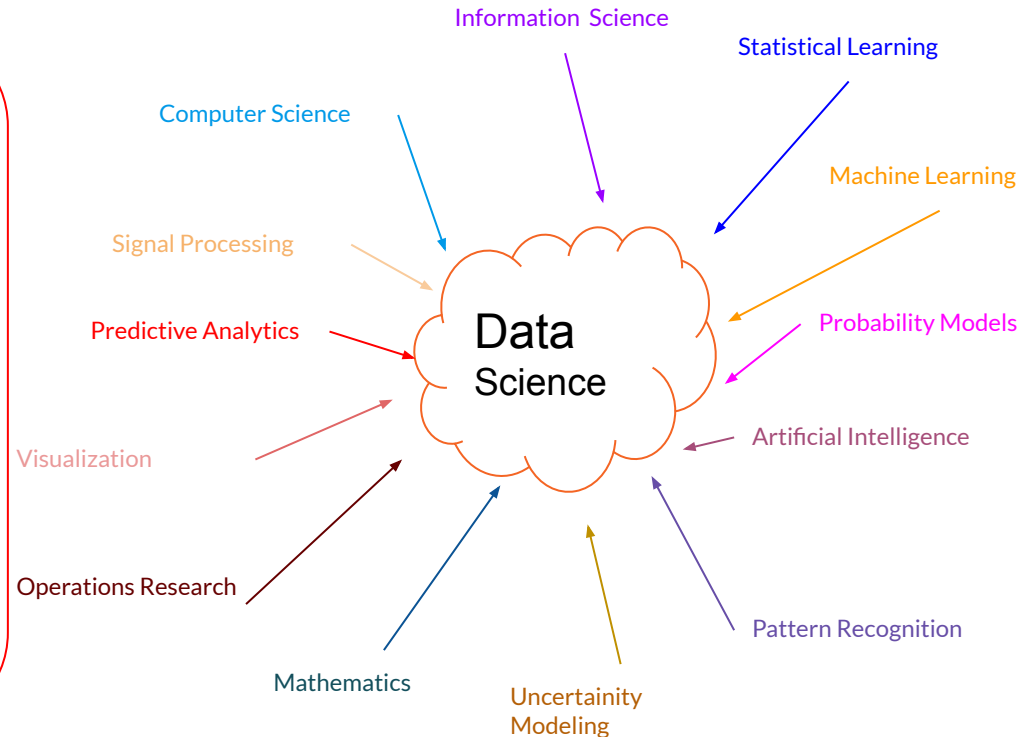 Information Science
Statistical Learning
Computer Science
Machine Learning
Signal Processing
Data
Science
Predictive Analytics
Probability Models
Visualization
Artificial Intelligence
Operations Research
Pattern Recognition
Mathematics
Uncertainity
Modeling